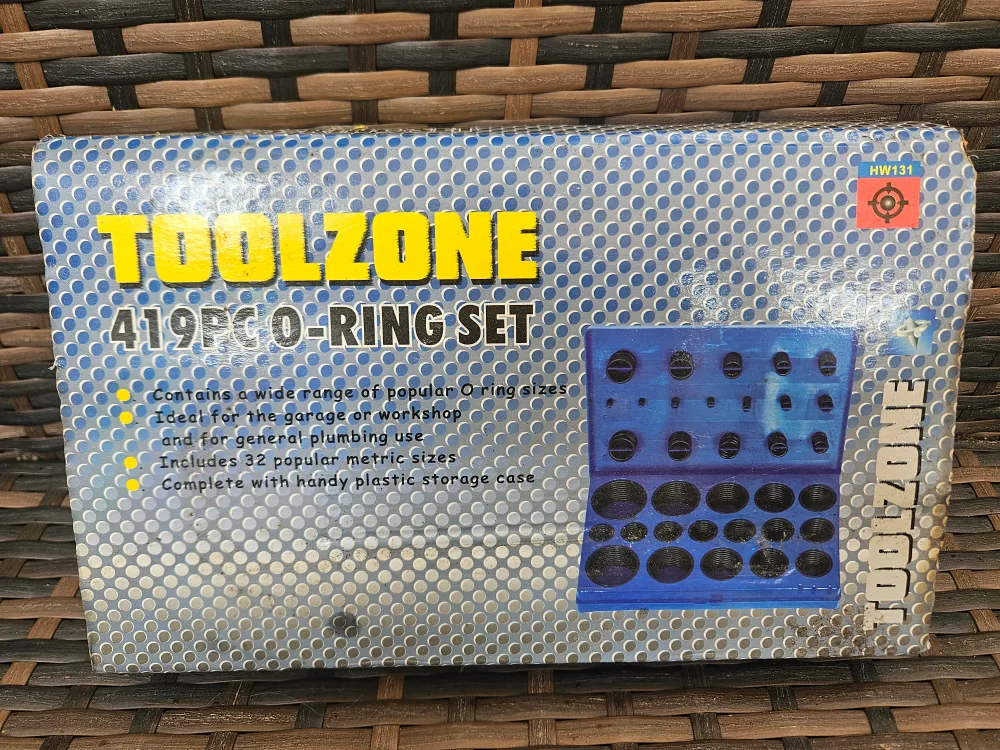 HW131
TOOLZONE
419PC O-RING SET
Contains a wide range of popular O ring sizes
Ideal for the garage or workshop
and for general plumbing use
Includes 32 popular metric sizes
Complete with handy plastic storage case
TOOLZONE